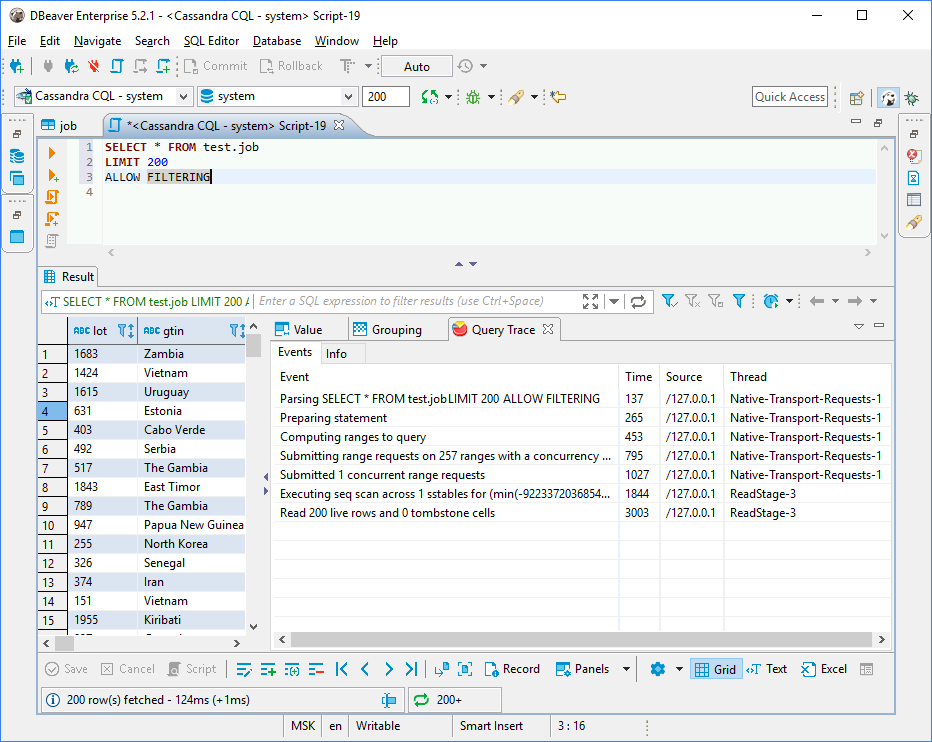 DBeaver Enterprise 5.2.1 - <Cassandra CQL - system> Script-19
File Edit Navigate Search SQL Editor Database Window Help
Commit Rollback Auto
Cassandra CQL - system system 200 Quick Access
job *<Cassandra CQL - system> Script-19
1 SELECT * FROM test.job
2 LIMIT 200
3 ALLOW FILTERING
4
Result
SELECT * FROM test.job LIMIT 200 A Enter a SQL expression to filter results (use Ctrl+Space)
ABC lot ABC gtin
1 1683 Zambia
2 1424 Vietnam
3 1615 Uruguay
4 631 Estonia
5 403 Cabo Verde
6 492 Serbia
7 517 The Gambia
8 1843 East Timor
9 789 The Gambia
10 947 Papua New Guinea
11 255 North Korea
12 326 Senegal
13 374 Iran
14 151 Vietnam
15 1955 Kiribati
Value Grouping Query Trace
Events Info
Event Time Source Thread
Parsing SELECT * FROM test.jobLIMIT 200 ALLOW FILTERING 137 /127.0.0.1 Native-Transport-Requests-1
Preparing statement 265 /127.0.0.1 Native-Transport-Requests-1
Computing ranges to query 453 /127.0.0.1 Native-Transport-Requests-1
Submitting range requests on 257 ranges with a concurrency ... 795 /127.0.0.1 Native-Transport-Requests-1
Submitted 1 concurrent range requests 1027 /127.0.0.1 Native-Transport-Requests-1
Executing seq scan across 1 sstables for (min(-9223372036854... 1844 /127.0.0.1 ReadStage-3
Read 200 live rows and 0 tombstone cells 3003 /127.0.0.1 ReadStage-3
Save Cancel Script Record Panels Grid Text Excel
200 row(s) fetched - 124ms (+1ms) 200+
MSK en Writable Smart Insert 3 : 16